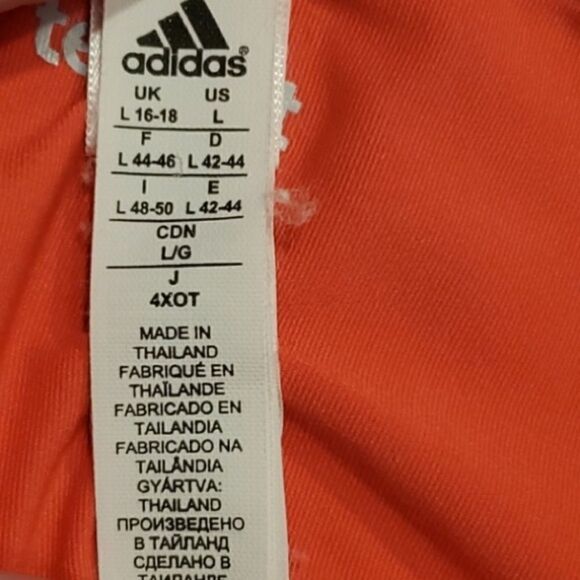 adidas®
UK US
L 16-18 L
F D
L 44-46 L 42-44
I E
L 48-50 L 42-44
CDN
L/G
J
4XOT
MADE IN
THAILAND
FABRIQUÉ EN
THAÏLANDE
FABRICADO EN
TAILANDIA
FABRICADO NA
TAILÂNDIA
GYÁRTVA:
THAILAND
ПРОИЗВЕДЕНО
В ТАЙЛАНД
СДЕЛАНО В
ТАИЛАНДЕ